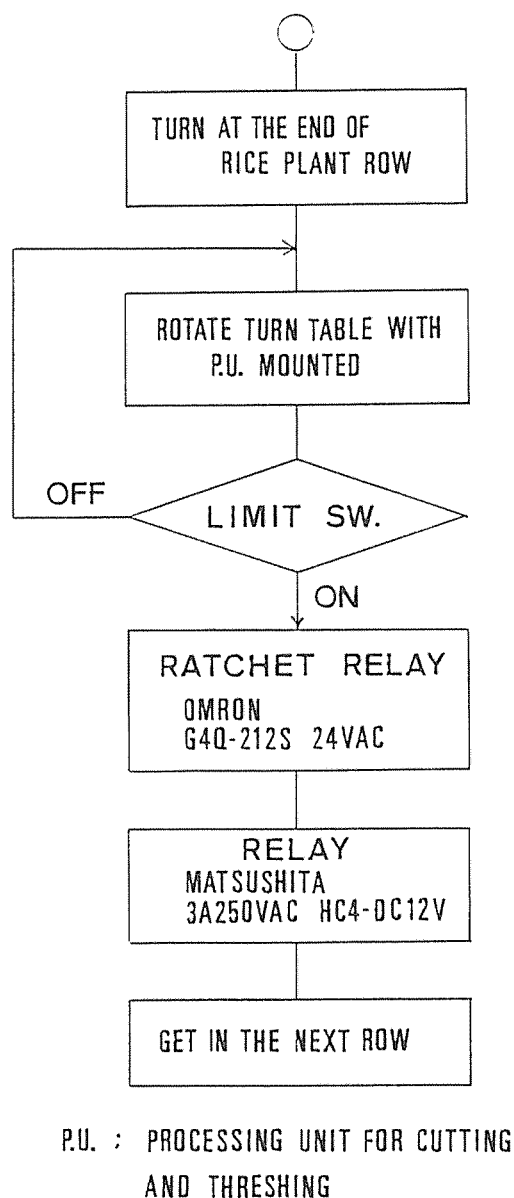 TURN AT THE END OF
RICE PLANT ROW
ROTATE TURN TABLE WITH
P.U. MOUNTED
OFF
LIMIT SW.
ON
RATCHET RELAY
OMRON
G4Q-212S 24VAC
RELAY
MATSUSHITA
3A250VAC HC4-DC12V
GET IN THE NEXT ROW
P.U. : PROCESSING UNIT FOR CUTTING
AND THRESHING